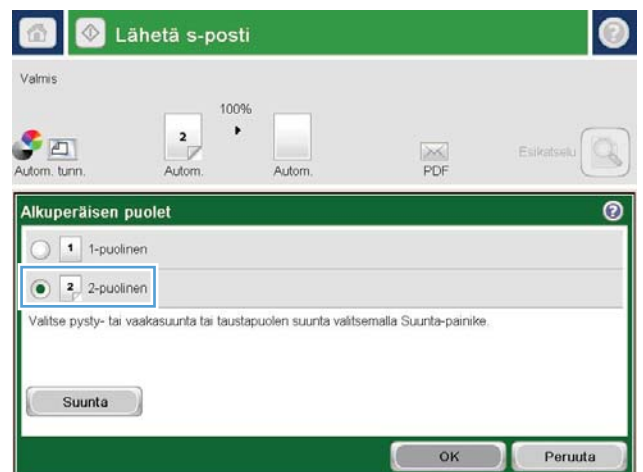 Lähetä s-posti
Valmis
100%
2
Autom. tunn.
Autom.
Autom.
PDF
Esikatselu
Alkuperäisen puolet
1 1-puolinen
2 2-puolinen
Valitse pysty- tai vaakasuunta tai taustapuolen suunta valitsemalla Suunta-painike.
Suunta
OK
Peruuta